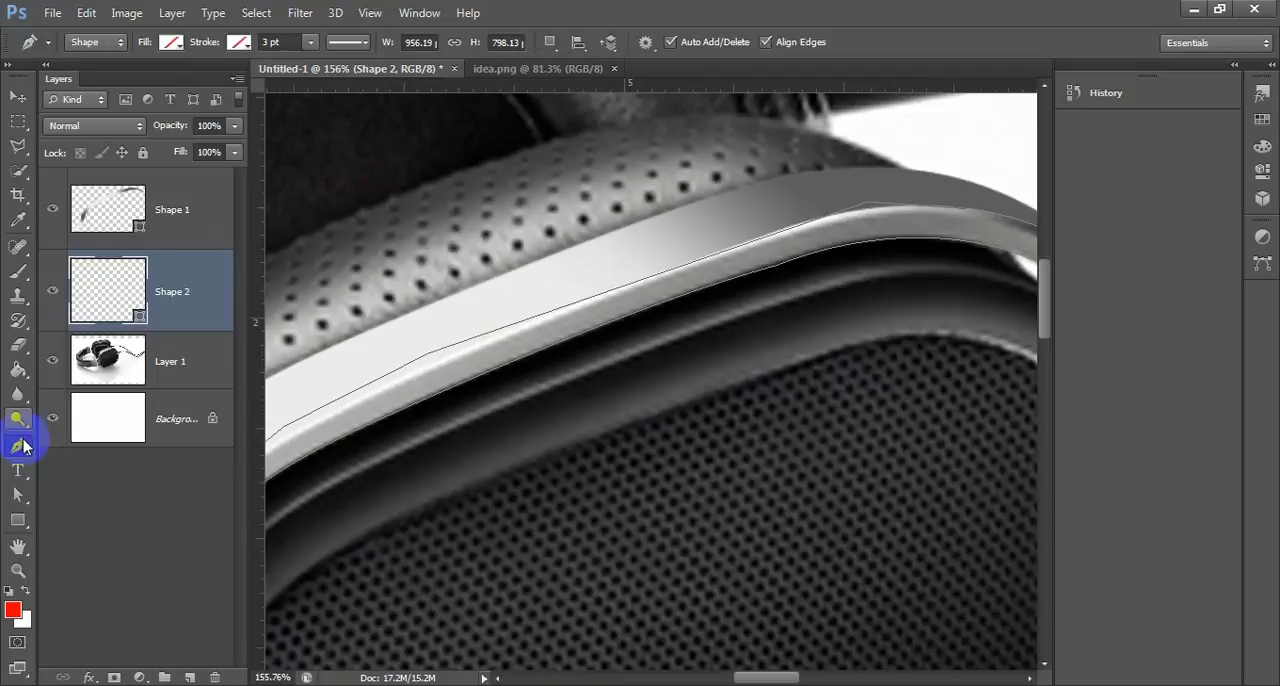 Ps File Edit Image Layer Type Select Filter 3D View Window Help
Shape Fill: Stroke: 3 pt W: 956.19 H: 798.13 Auto Add/Delete Align Edges Essentials
Layers Untitled-1 @ 156% (Shape 2, RGB/8) * × idea.png @ 81.3% (RGB/8) ×
Kind
5
History
Normal Opacity: 100%
Lock: Fill: 100%
Shape 1
Shape 2
2
Layer 1
Backgro...
T
155.76% Doc: 17.2M/15.2M